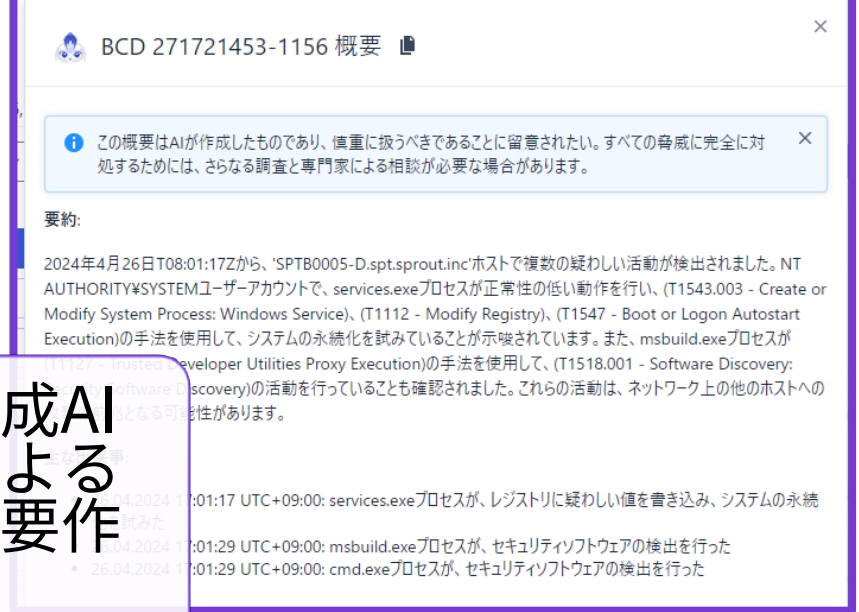 BCD 271721453-1156 概要
この概要はAIが作成したものであり、慎重に扱うべきであることに留意されたい。すべての脅威に完全に対
処するためには、さらなる調査と専門家による相談が必要な場合があります。
要約:
2024年4月26日T08:01:17Zから、'SPTB0005-D.spt.sprout.inc'ホストで複数の疑わしい活動が検出されました。NT
AUTHORITY¥SYSTEMユーザーアカウントで、services.exeプロセスが正常性の低い動作を行い、(T1543.003 - Create or
Modify System Process: Windows Service)、(T1112 - Modify Registry)、(T1547 - Boot or Logon Autostart
Execution)の手法を使用して、システムの永続化を試みていることが示唆されています。また、msbuild.exeプロセスが
(T1127 - Trusted Developer Utilities Proxy Execution)の手法を使用して、(T1518.001 - Software Discovery:
Security Software Discovery)の活動を行っていることも確認されました。これらの活動は、ネットワーク上の他のホストへの
兆となる可能性があります。
主な出来事:
26.04.2024 17:01:17 UTC+09:00: services.exeプロセスが、レジストリに疑わしい値を書き込み、システムの永続
を試みた
26.04.2024 17:01:29 UTC+09:00: msbuild.exeプロセスが、セキュリティソフトウェアの検出を行った
26.04.2024 17:01:29 UTC+09:00: cmd.exeプロセスが、セキュリティソフトウェアの検出を行った
成AI
よる
要作